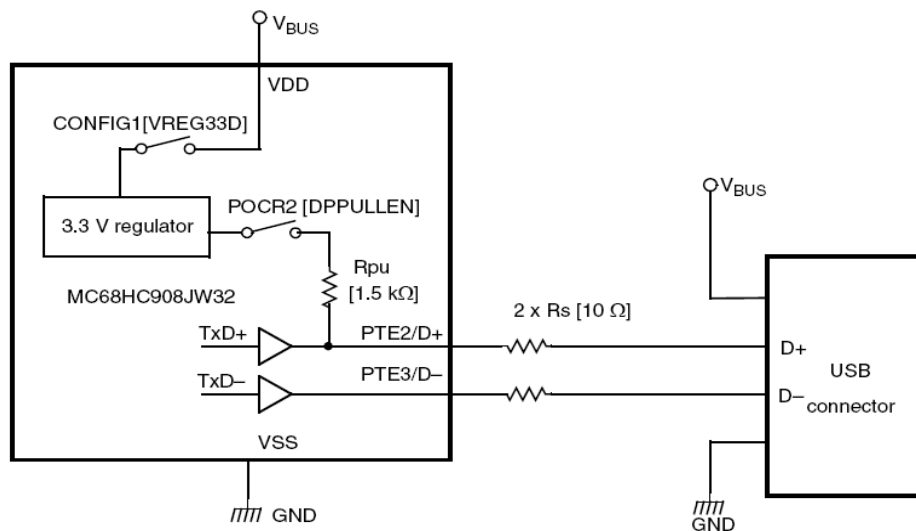 VBUS
VDD
CONFIG1[VREG33D]
3.3 V regulator
POCR2 [DPPULLEN]
Rpu
[1.5 kΩ]
MC68HC908JW32
TxD+
PTE2/D+
TxD–
PTE3/D–
VSS
GND
2 x Rs [10 Ω]
VBUS
D+
D–
USB
connector
GND